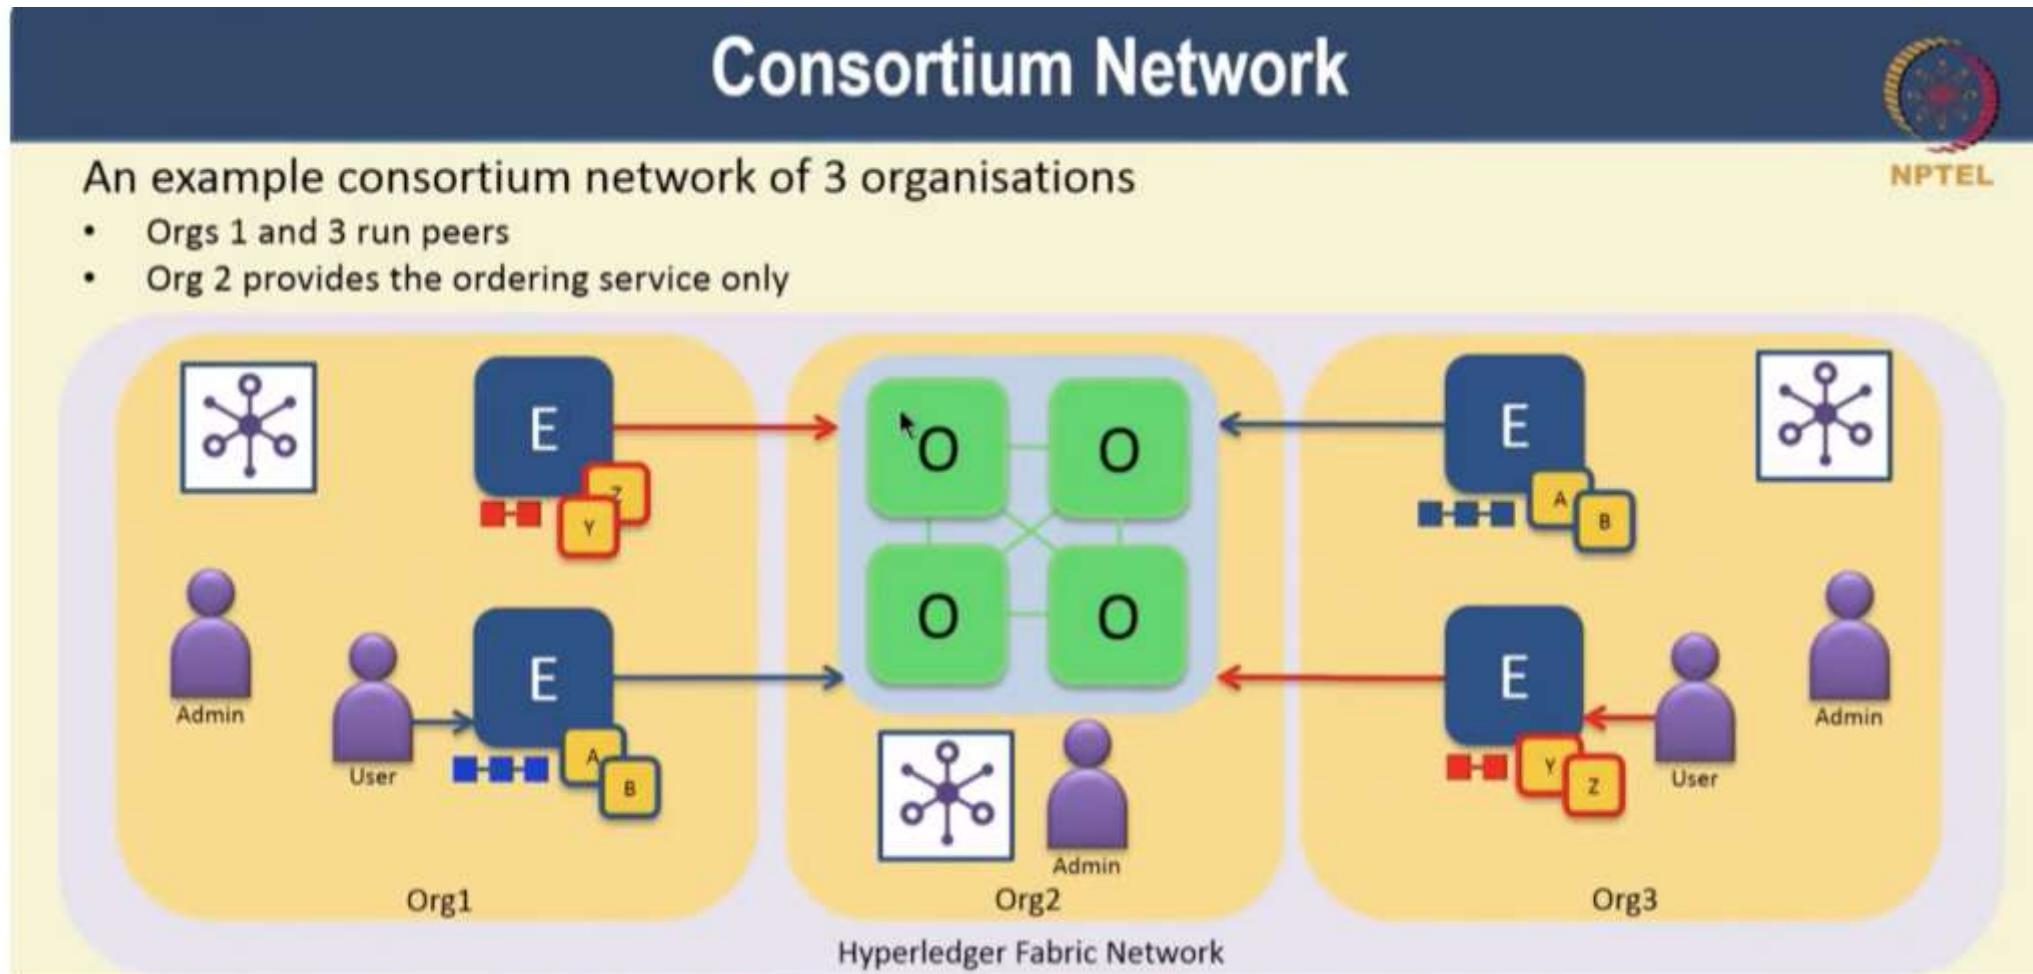 Consortium Network
NPTEL
An example consortium network of 3 organisations
• Orgs 1 and 3 run peers
• Org 2 provides the ordering service only
E
Z
Y
O
O
E
A
B
Admin
User
E
A
B
O
O
E
Y
Z
User
Admin
Admin
Org1
Org2
Org3
Hyperledger Fabric Network